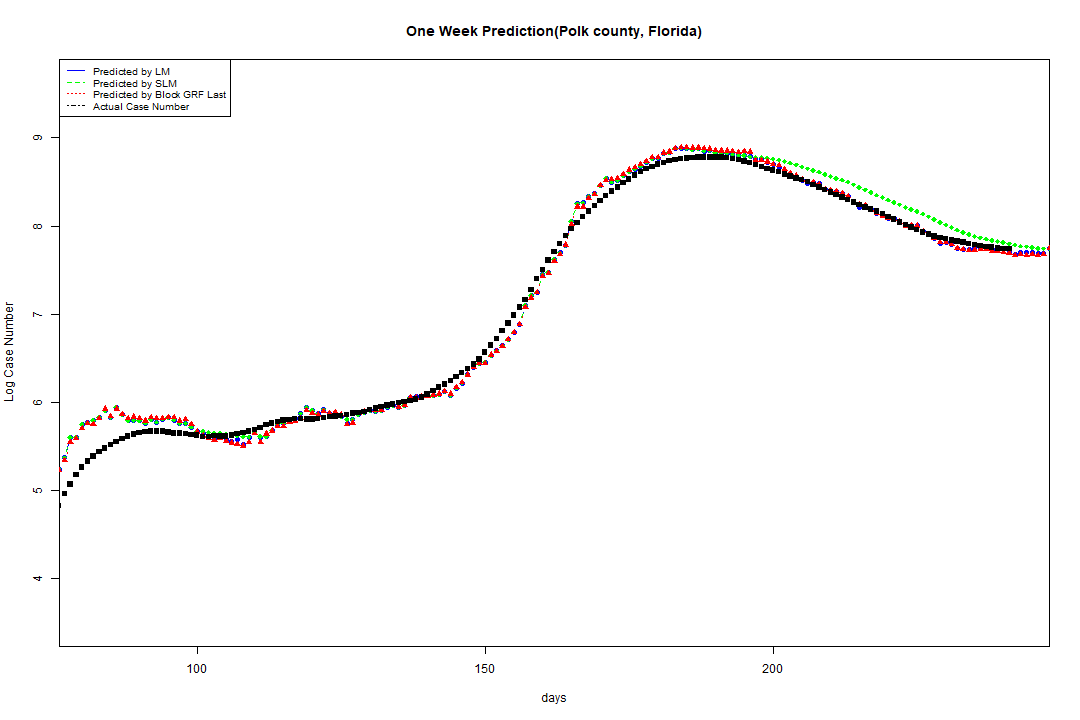 One Week Prediction(Polk county, Florida)
Predicted by LM
Predicted by SLM
Predicted by Block GRF Last
Actual Case Number
9
8
7
6
5
4
Log Case Number
100 150 200
days